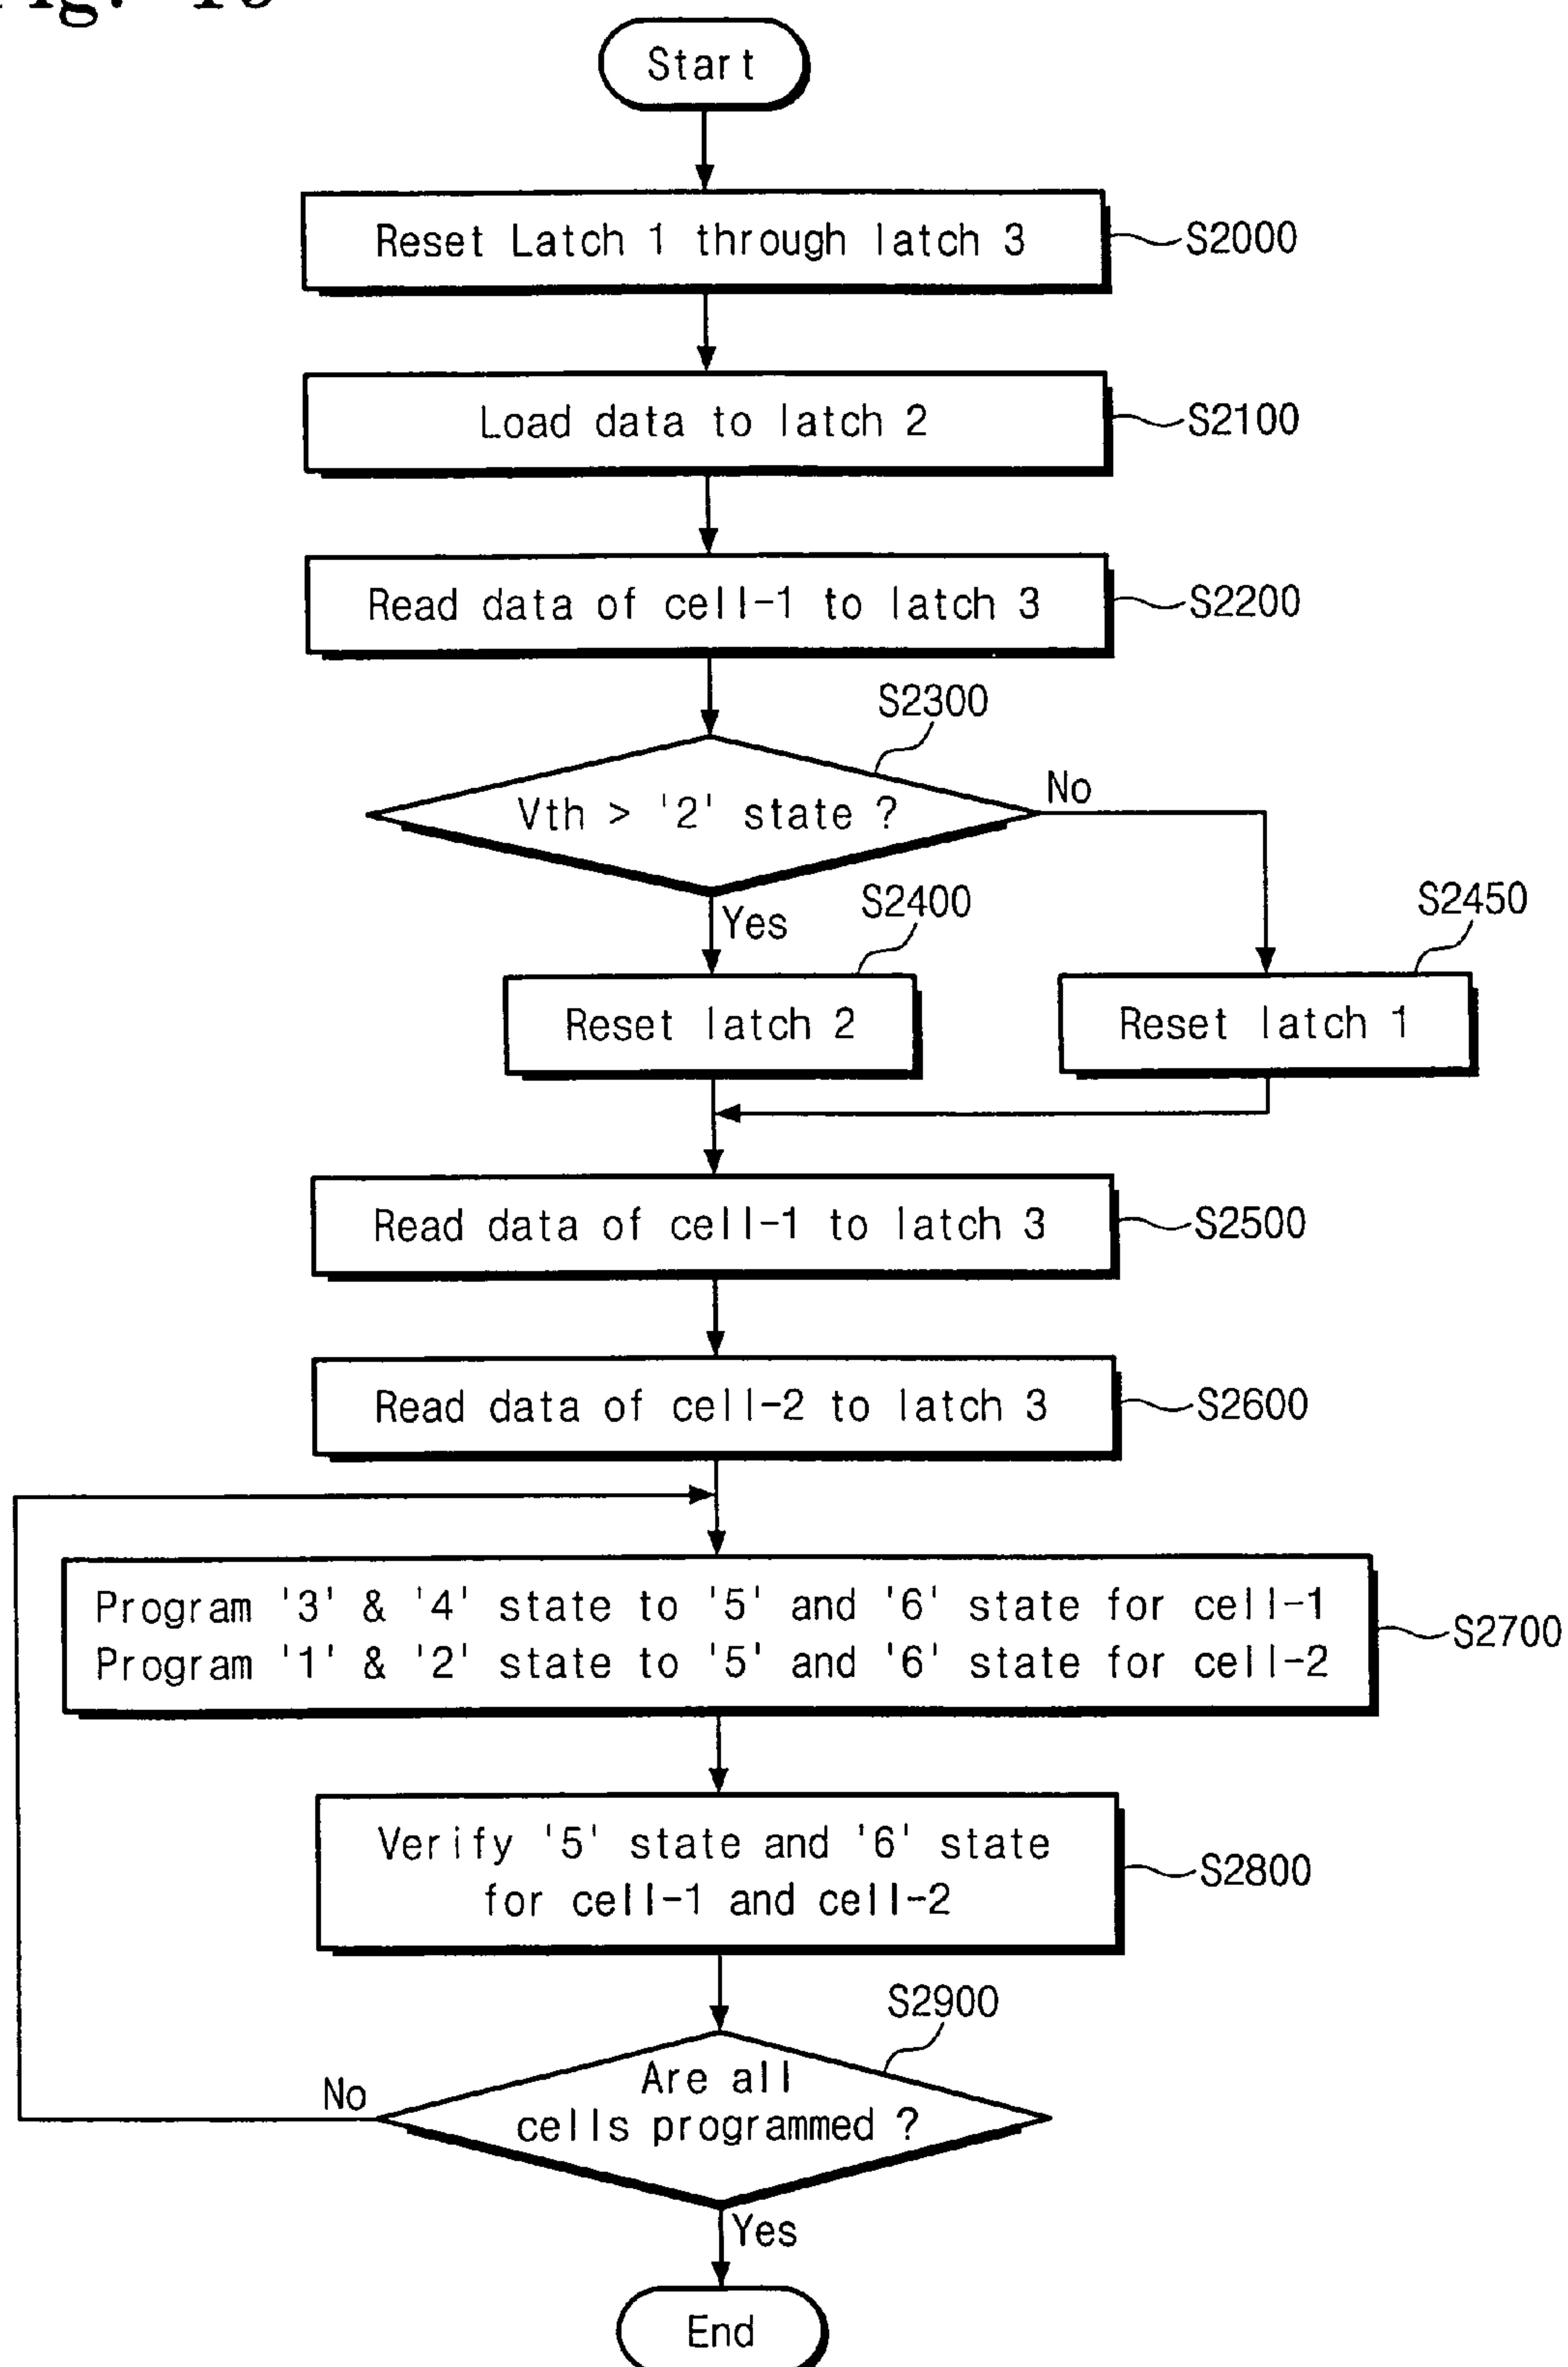 Start
Reset Latch 1 through latch 3
S2000
Load data to latch 2
S2100
Read data of cell-1 to latch 3
S2200
S2300
Vth > '2' state ?
No
Yes
S2400
S2450
Reset latch 2
Reset latch 1
Read data of cell-1 to latch 3
S2500
Read data of cell-2 to latch 3
S2600
Program '3' & '4' state to '5' and '6' state for cell-1
Program '1' & '2' state to '5' and '6' state for cell-2
S2700
Verify '5' state and '6' state
for cell-1 and cell-2
S2800
S2900
Are all
cells programmed ?
No
Yes
End